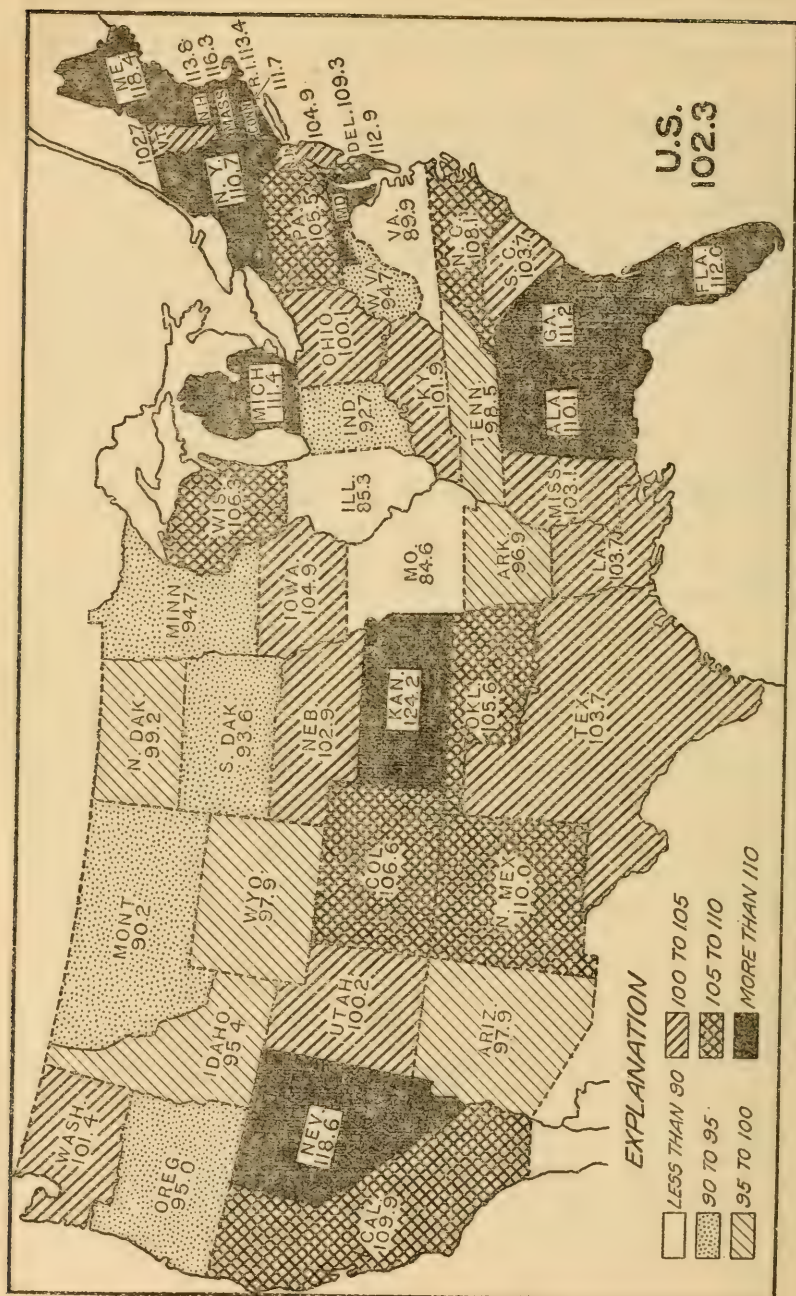 WASH.
101.4
OREG
95.0
CAL.
109.9
NEV.
118.6
IDAHO
95.4
MONT
90.2
WYO.
97.9
UTAH
100.2
ARIZ.
97.9
COL.
106.6
N. MEX.
110.0
N. DAK.
99.2
S. DAK
93.6
NEB
102.9
KAN.
124.2
OKL.
105.6
TEX.
103.7
MINN
94.7
IOWA
104.9
MO.
84.6
ARK.
96.9
LA.
103.7
WIS.
106.3
ILL.
85.3
MICH
111.4
IND
92.7
OHIO
100.1
KY.
101.9
TENN
98.5
MISS.
103.1
ALA.
110.1
GA.
111.2
FLA.
112.0
S. C.
103.7
N. C.
108.1
VA.
89.9
W. VA.
94.7
PA.
105.5
N. Y.
110.7
102.7
VT.
ME.
118.4
N.H.
113.8
MASS
116.3
R.I. 113.4
CONN
111.7
104.9
DEL. 109.3
MD
112.9
U.S.
102.3
EXPLANATION
LESS THAN 90
90 TO 95
95 TO 100
100 TO 105
105 TO 110
MORE THAN 110